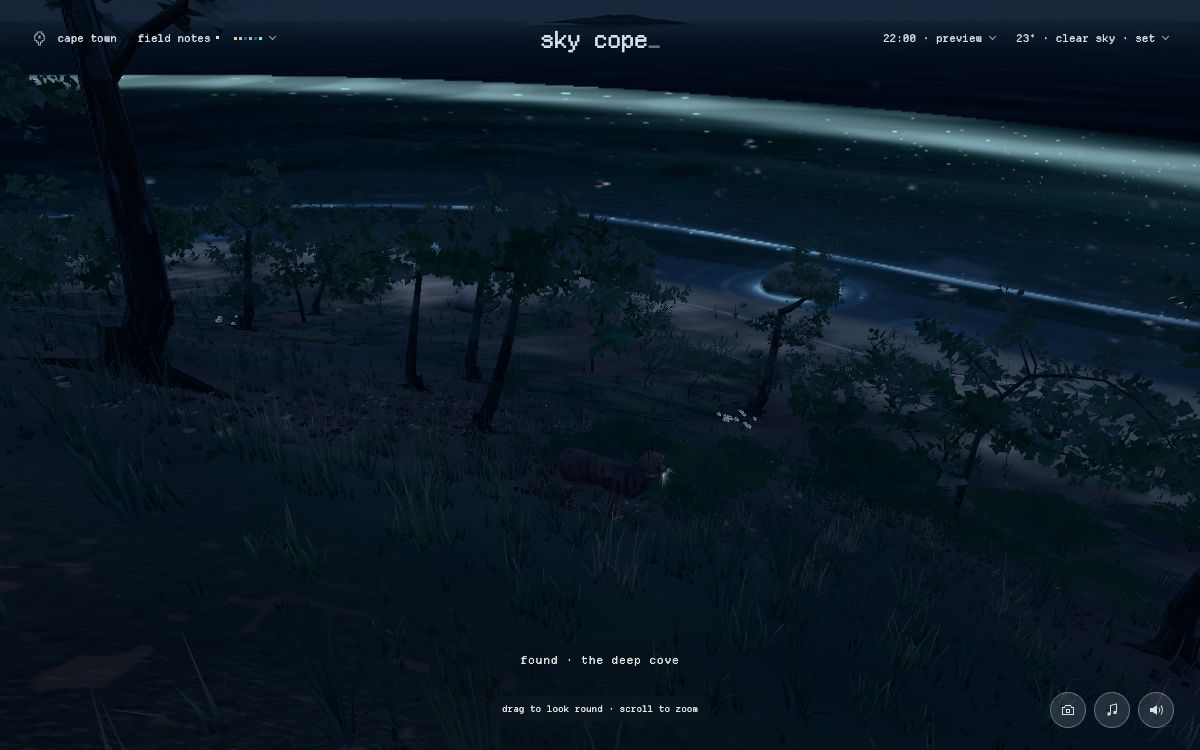 cape town
field notes
sky cope_
22:00 · preview
23° · clear sky · set
found · the deep cove
drag to look round · scroll to zoom